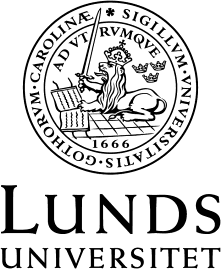 SIGILLVM·VNIVERSITATIS·GOTHORVM·CAROLINÆ
AD VTRVMQVE
1666
LUNDS
UNIVERSITET